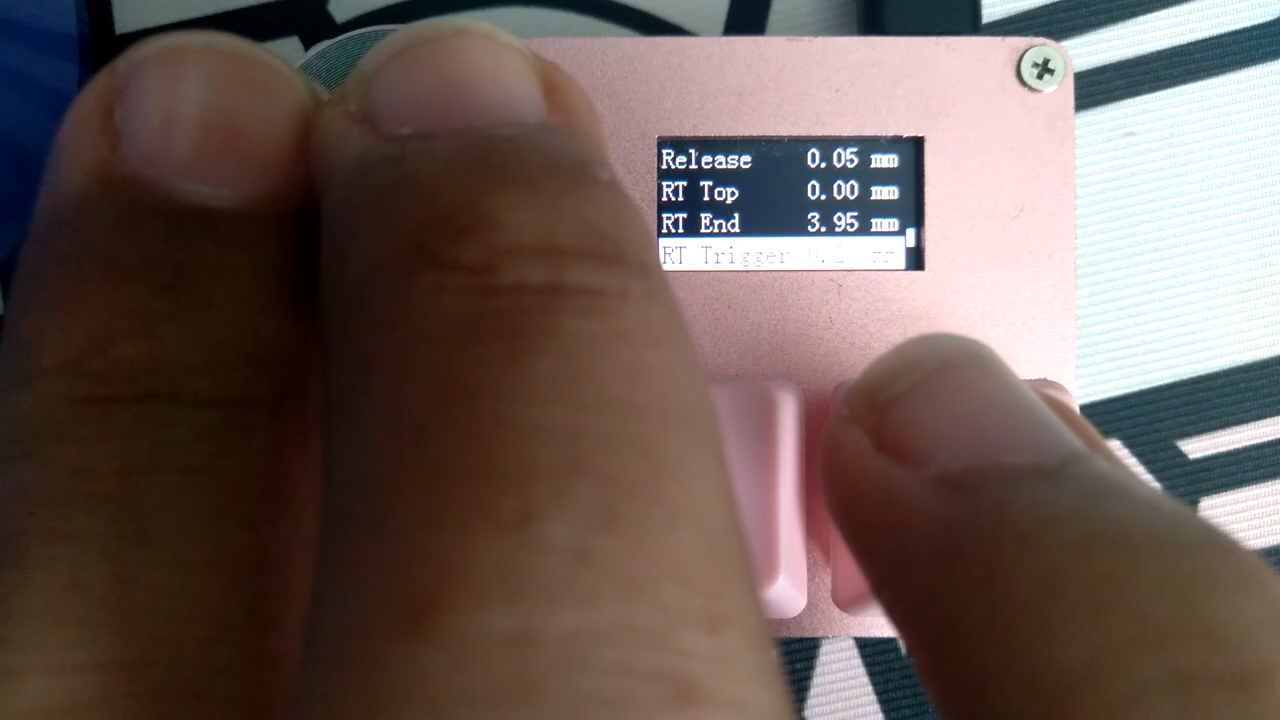 Release 0.05 mm
RT Top 0.00 mm
RT End 3.95 mm
RT Trigger